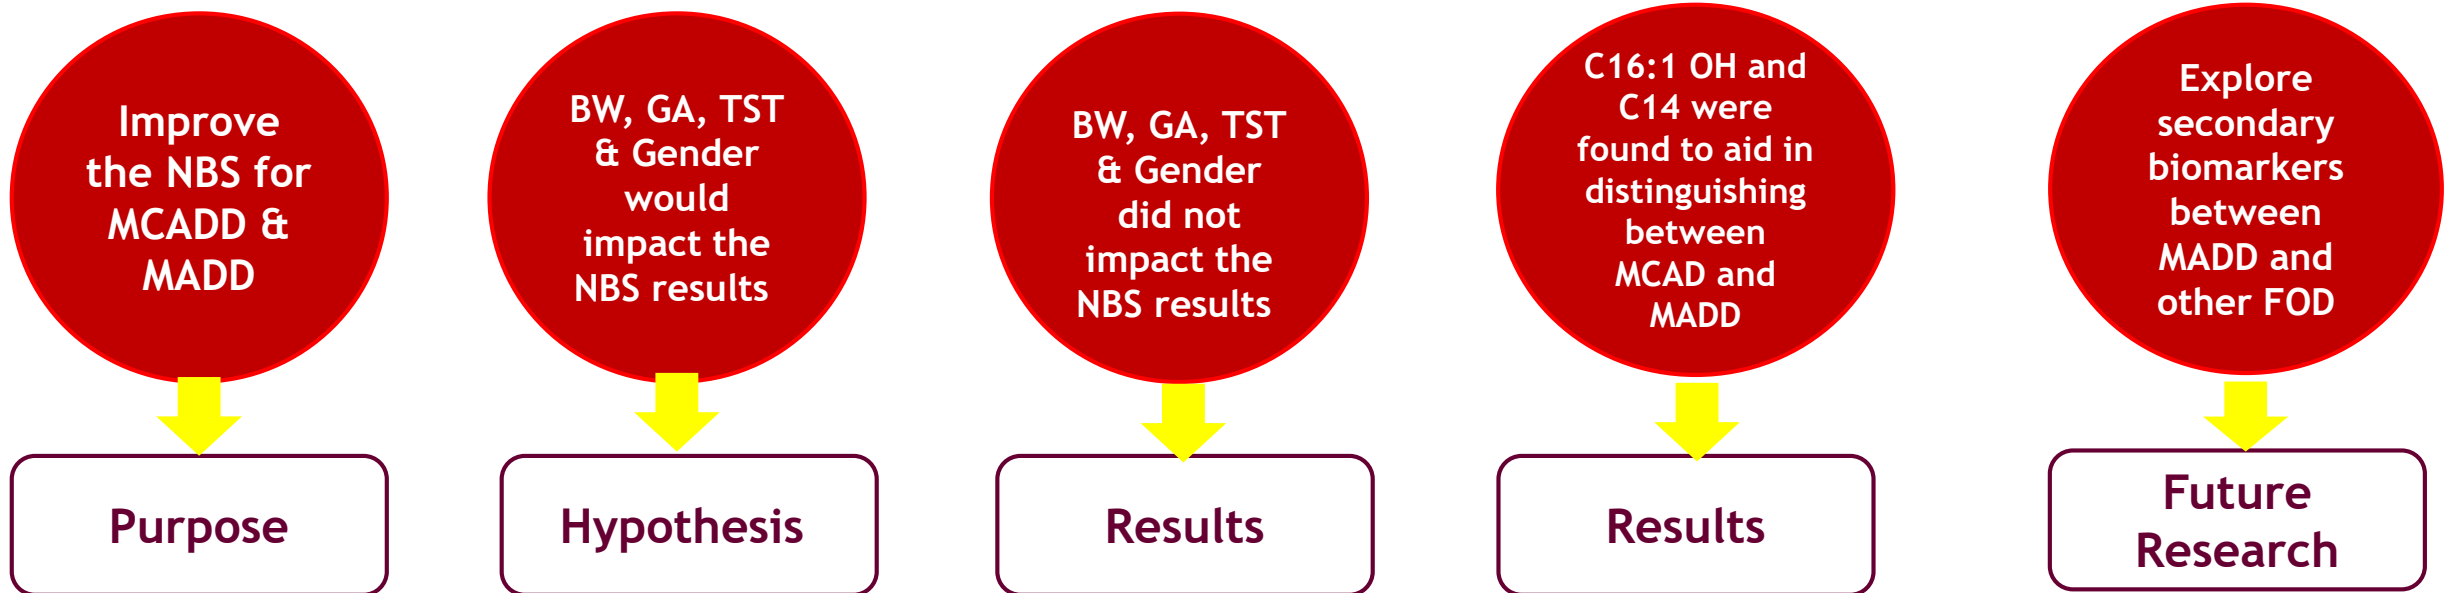 Improve
the NBS for
MCADD &
MADD
Purpose
BW, GA, TST
& Gender
would
impact the
NBS results
Hypothesis
BW, GA, TST
& Gender
did not
impact the
NBS results
Results
C16:1 OH and
C14 were
found to aid in
distinguishing
between
MCAD and
MADD
Results
Explore
secondary
biomarkers
between
MADD and
other FOD
Future
Research